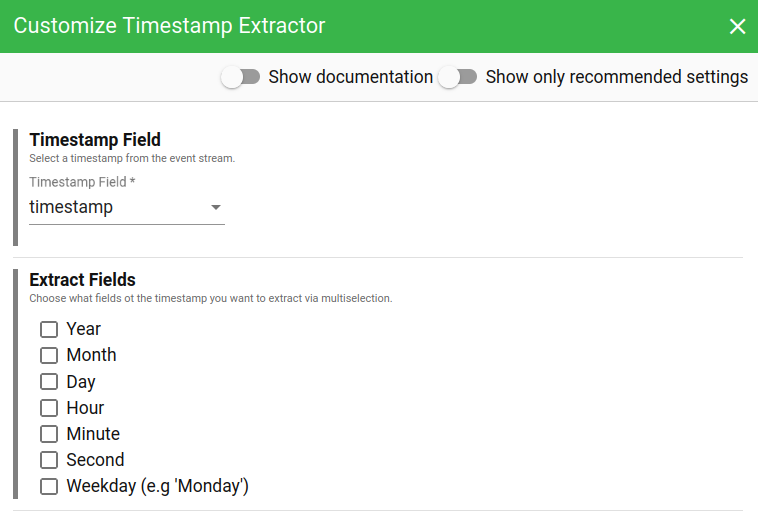 Customize Timestamp Extractor
Show documentation Show only recommended settings
Timestamp Field
Select a timestamp from the event stream.
Timestamp Field *
timestamp
Extract Fields
Choose what fields ot the timestamp you want to extract via multiselection.
Year
Month
Day
Hour
Minute
Second
Weekday (e.g 'Monday')